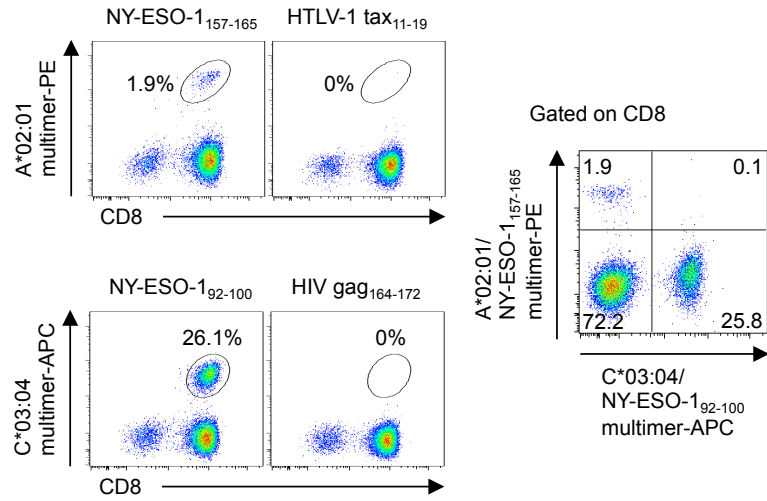 NY-ESO-1₁₅₇₋₁₆₅
HTLV-1 tax₁₁₋₁₉
A*02:01
multimer-PE
1.9%
0%
CD8
NY-ESO-1₉₂₋₁₀₀
HIV gag₁₆₄₋₁₇₂
C*03:04
multimer-APC
26.1%
0%
CD8
Gated on CD8
A*02:01/
NY-ESO-1₁₅₇₋₁₆₅
multimer-PE
1.9
0.1
72.2
25.8
C*03:04/
NY-ESO-1₉₂₋₁₀₀
multimer-APC